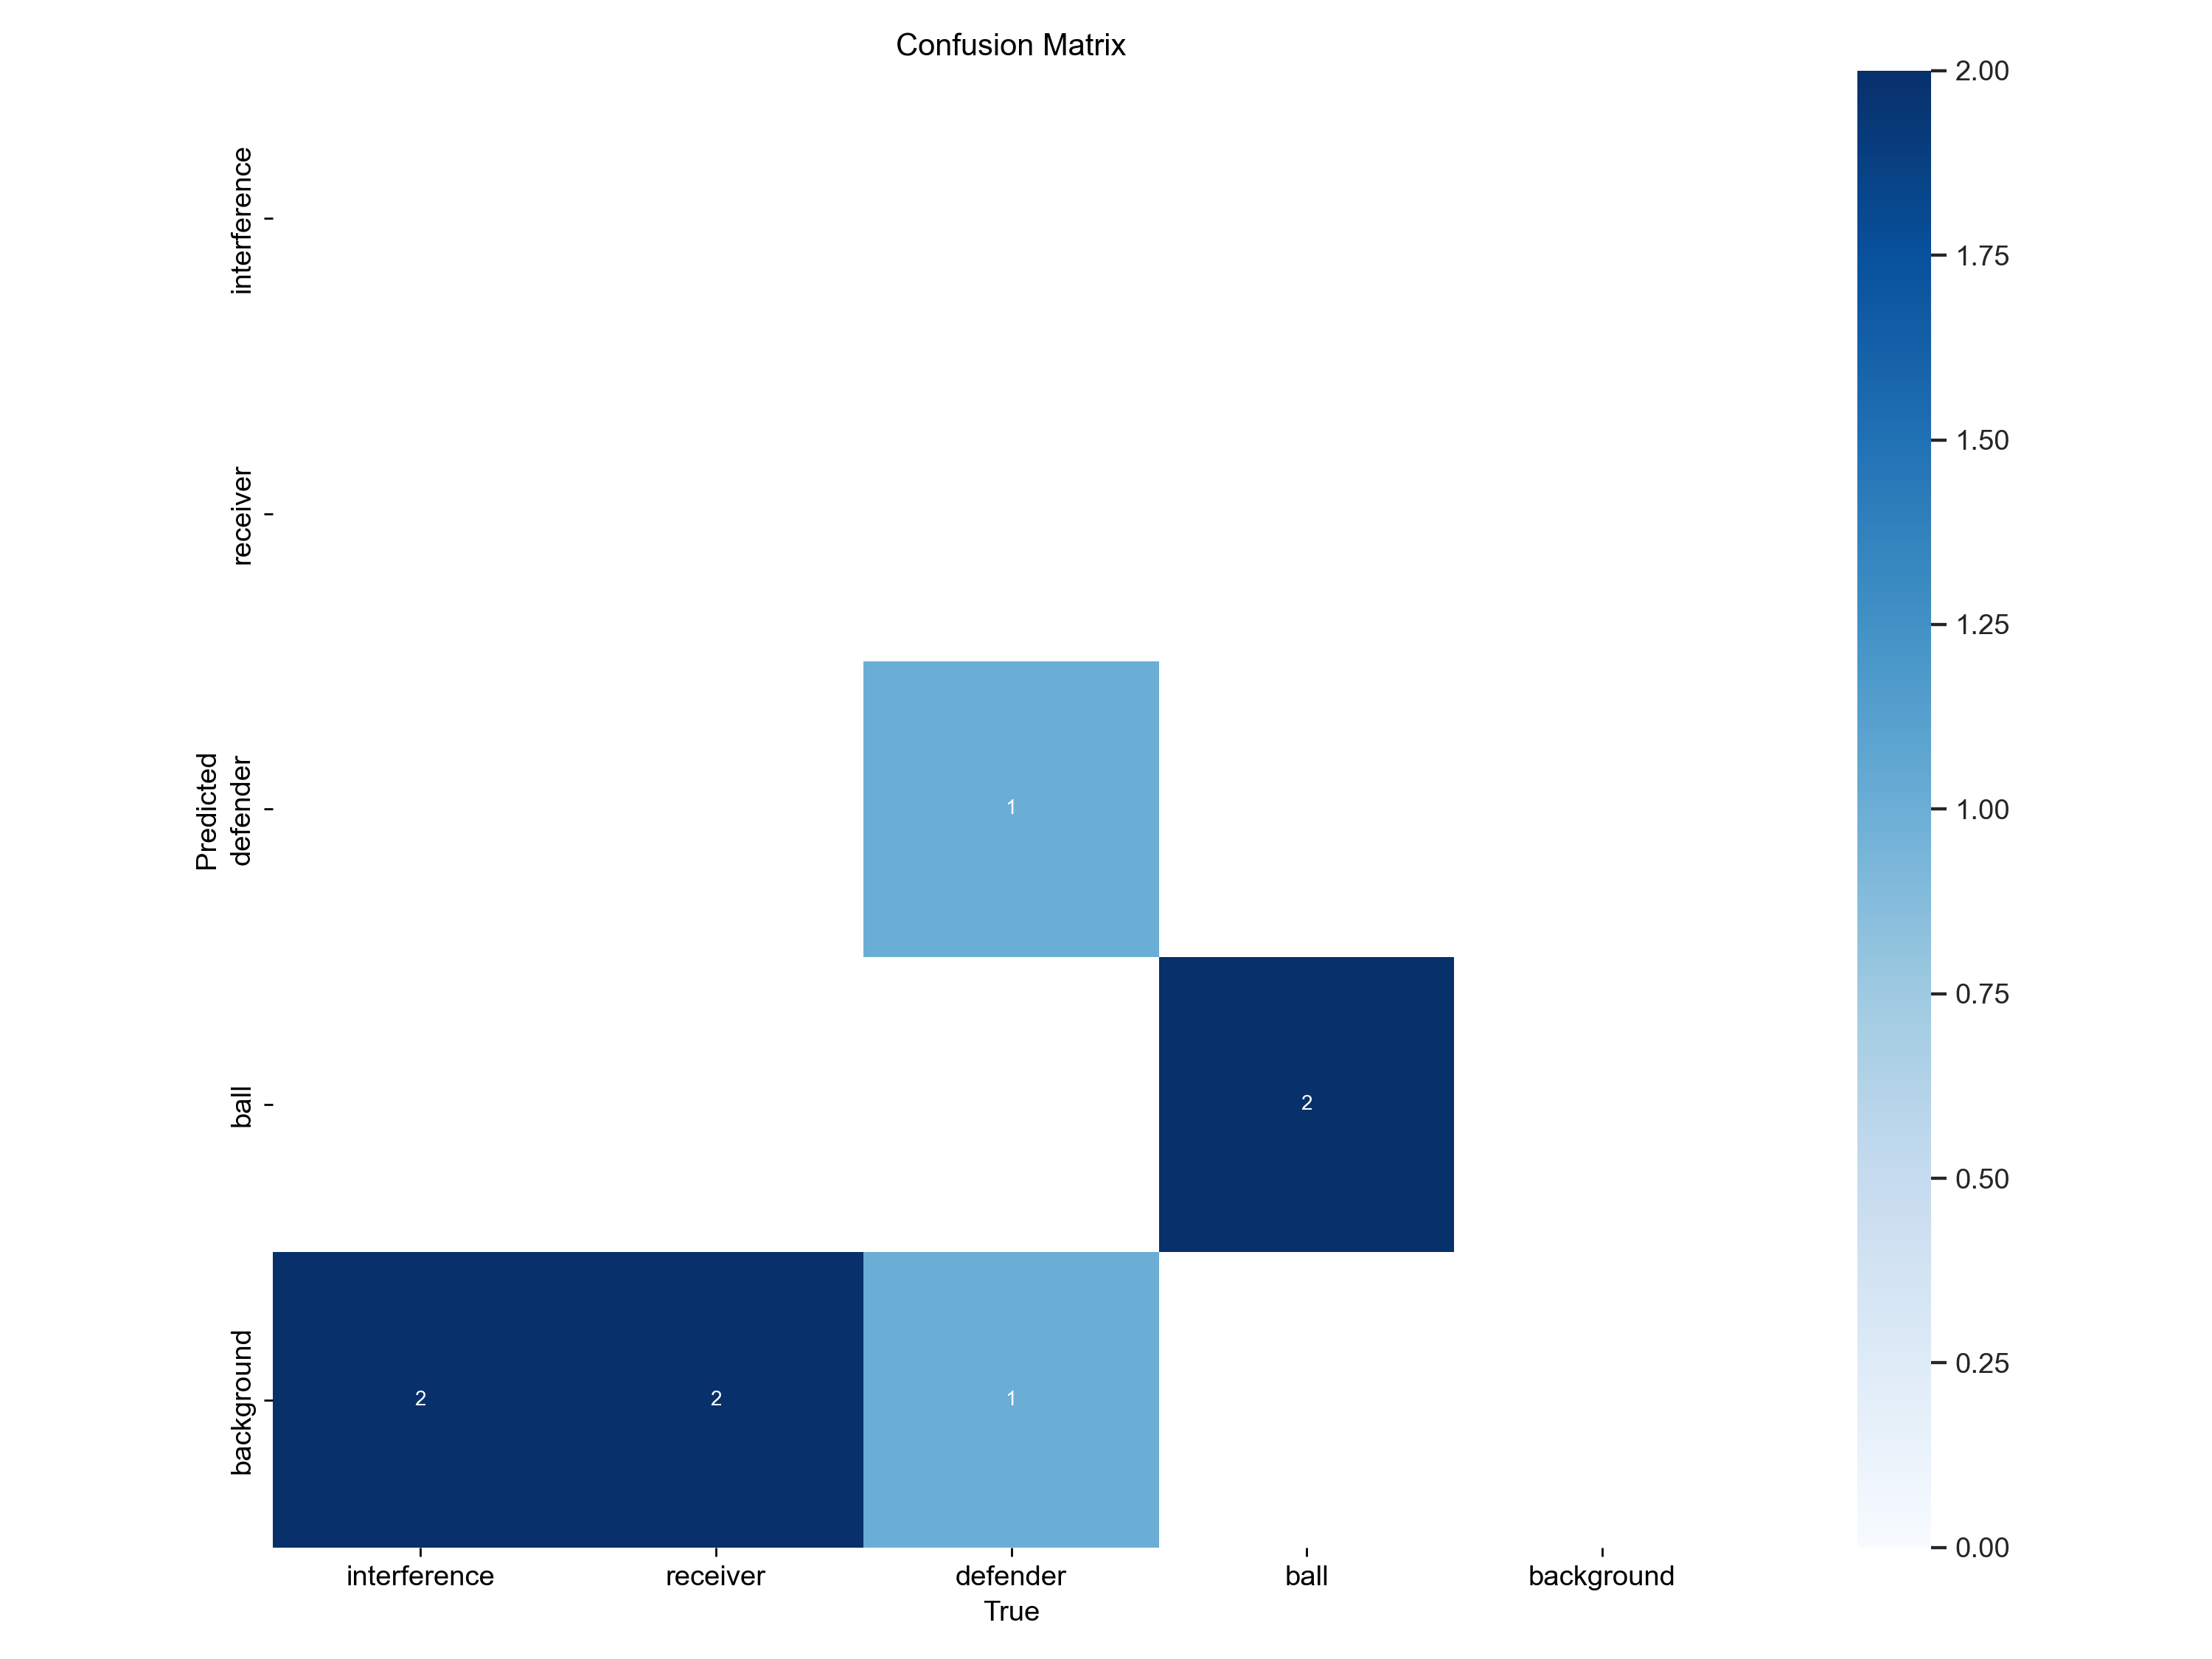 Confusion Matrix
2.00
1.75
1.50
1.25
1.00
0.75
0.50
0.25
0.00
Predicted
interference
receiver
defender
ball
background
1
2
2 2 1
interference receiver defender ball background
True